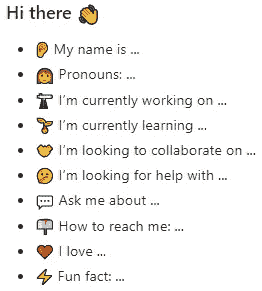 Hi there 👋
• 👂 My name is ...
• 👩 Pronouns: ...
• 🔭 I'm currently working on ...
• 🌱 I'm currently learning ...
• 🤝 I'm looking to collaborate on ...
• 🤔 I'm looking for help with ...
• 💬 Ask me about ...
• 📫 How to reach me: ...
• ❤️ I love ...
• ⚡ Fun fact: ...